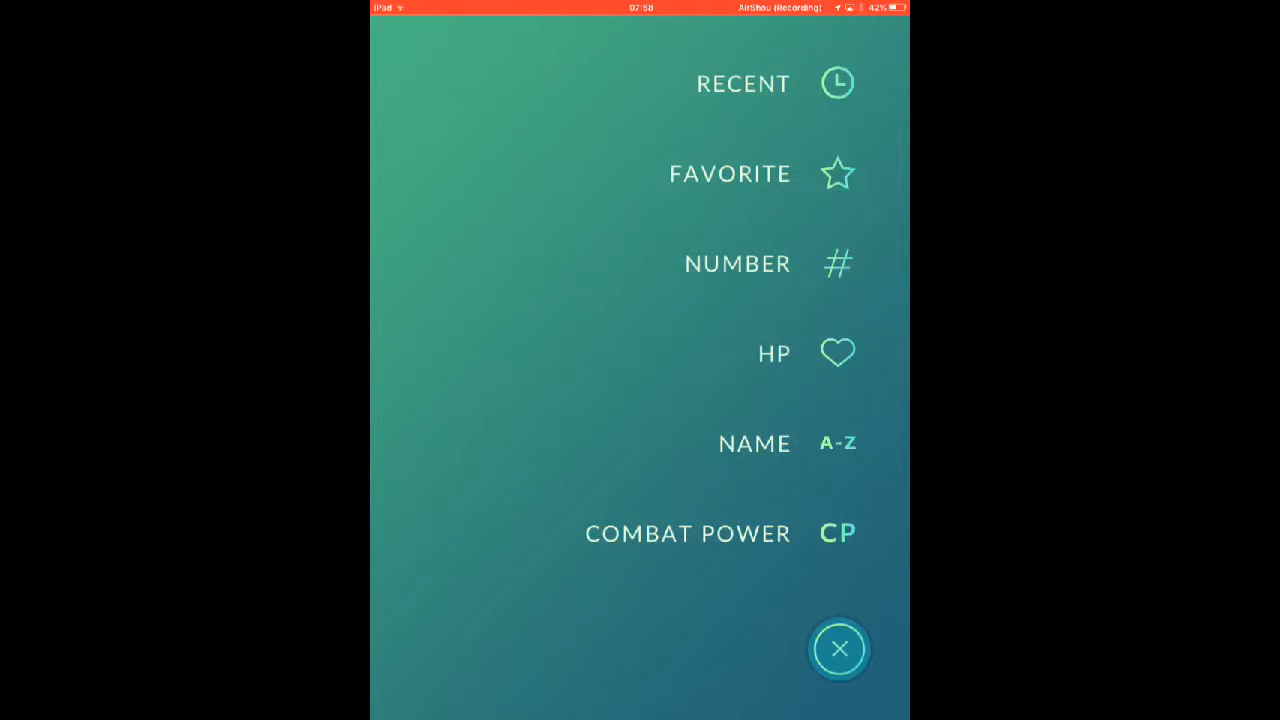 iPad 07:58 AirShou (Recording) 42%
RECENT
FAVORITE
NUMBER #
HP
NAME A-Z
COMBAT POWER CP